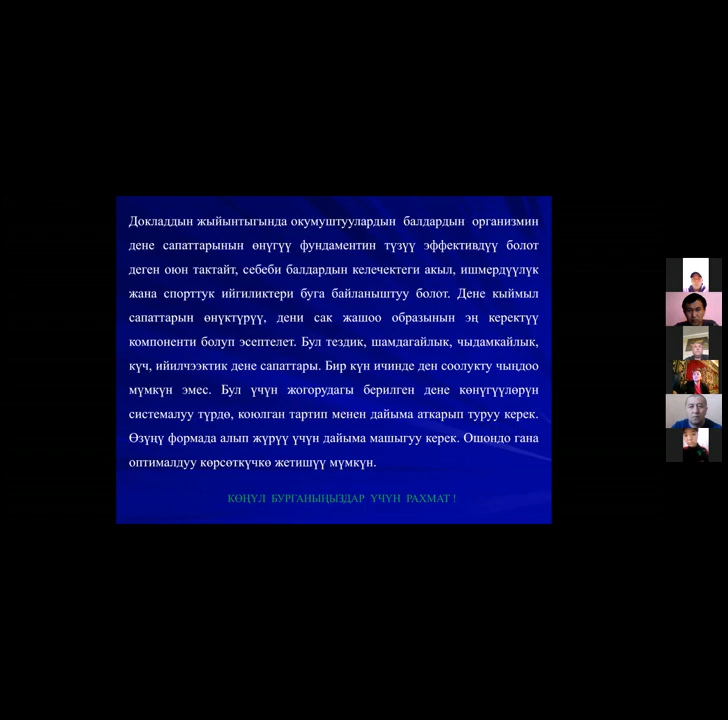 Докладдын жыйынтыгында окумуштуулардын балдардын организмин
дене сапаттарынын өнүгүү фундаментин түзүү эффективдүү болот
деген оюн тактайт, себеби балдардын келечектеги акыл, ишмердүүлүк
жана спорттук ийгиликтери буга байланыштуу болот. Дене кыймыл
сапаттарын өнүктүрүү, дени сак жашоо образынын эң керектүү
компоненти болуп эсептелет. Бул тездик, шамдагайлык, чыдамкайлык,
күч, ийилчээктик дене сапаттары. Бир күн ичинде ден соолукту чыңдоо
мүмкүн эмес. Бул үчүн жогорудагы берилген дене көнүгүүлөрүн
системалуу түрдө, коюлган тартип менен дайыма аткарып туруу керек.
Өзүңү формада алып жүрүү үчүн дайыма машыгуу керек. Ошондо гана
оптималдуу көрсөткүчкө жетишүү мүмкүн.
КӨҢҮЛ БУРГАНЫҢЫЗДАР ҮЧҮН РАХМАТ !